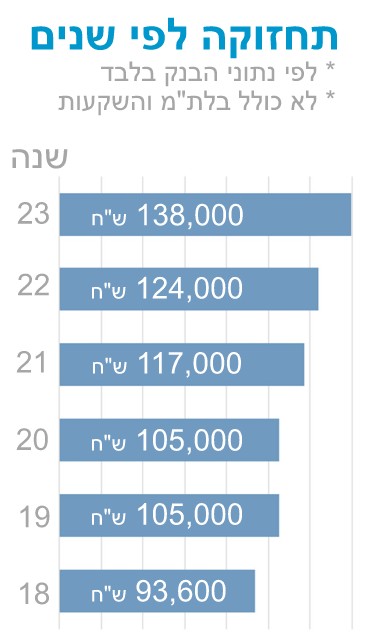 תחזוקה לפי שנים
* לפי נתוני הבנק בלבד
* לא כולל בלת"מ והשקעות
שנה
23 138,000 ש"ח
22 124,000 ש"ח
21 117,000 ש"ח
20 105,000 ש"ח
19 105,000 ש"ח
18 93,600 ש"ח